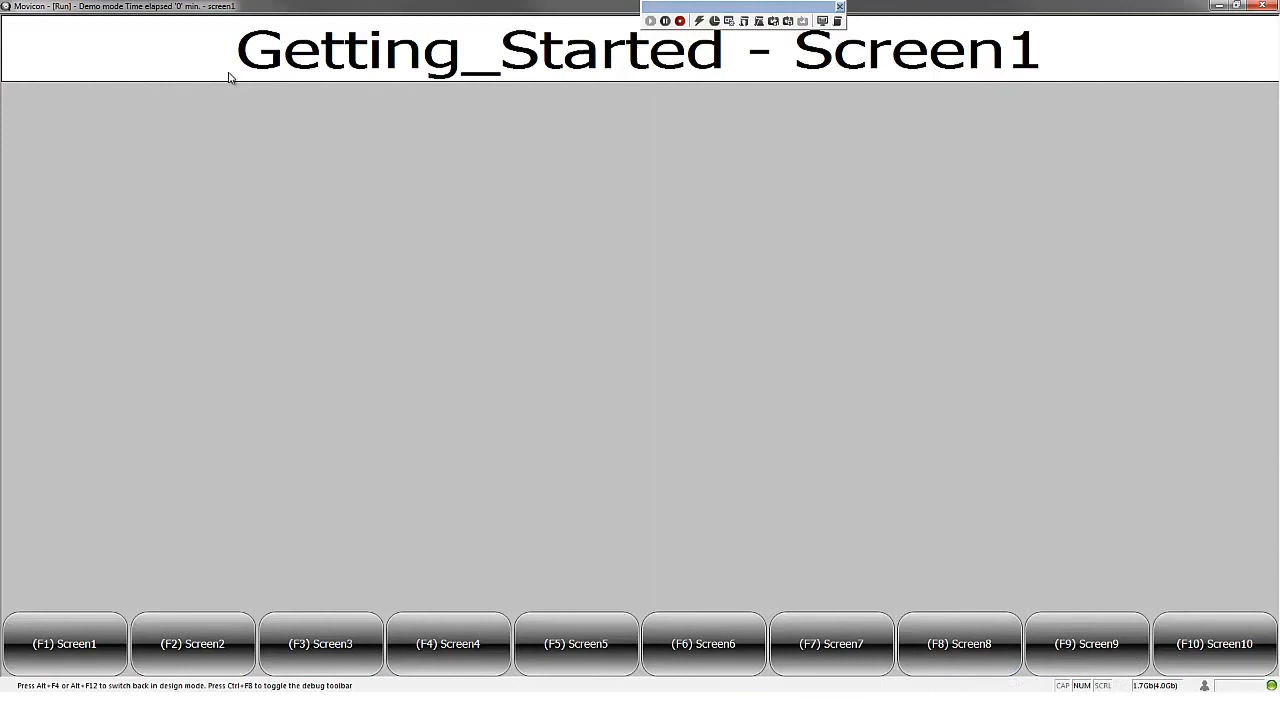 Movicon - [Run] - Demo mode Time elapsed '0' min. - screen1
Getting_Started - Screen1
(F1) Screen1
(F2) Screen2
(F3) Screen3
(F4) Screen4
(F5) Screen5
(F6) Screen6
(F7) Screen7
(F8) Screen8
(F9) Screen9
(F10) Screen10
Press Alt+F4 or Alt+F12 to switch back in design mode. Press Ctrl+F8 to toggle the debug toolbar
CAP NUM SCRL 1.7Gb(4.0Gb)